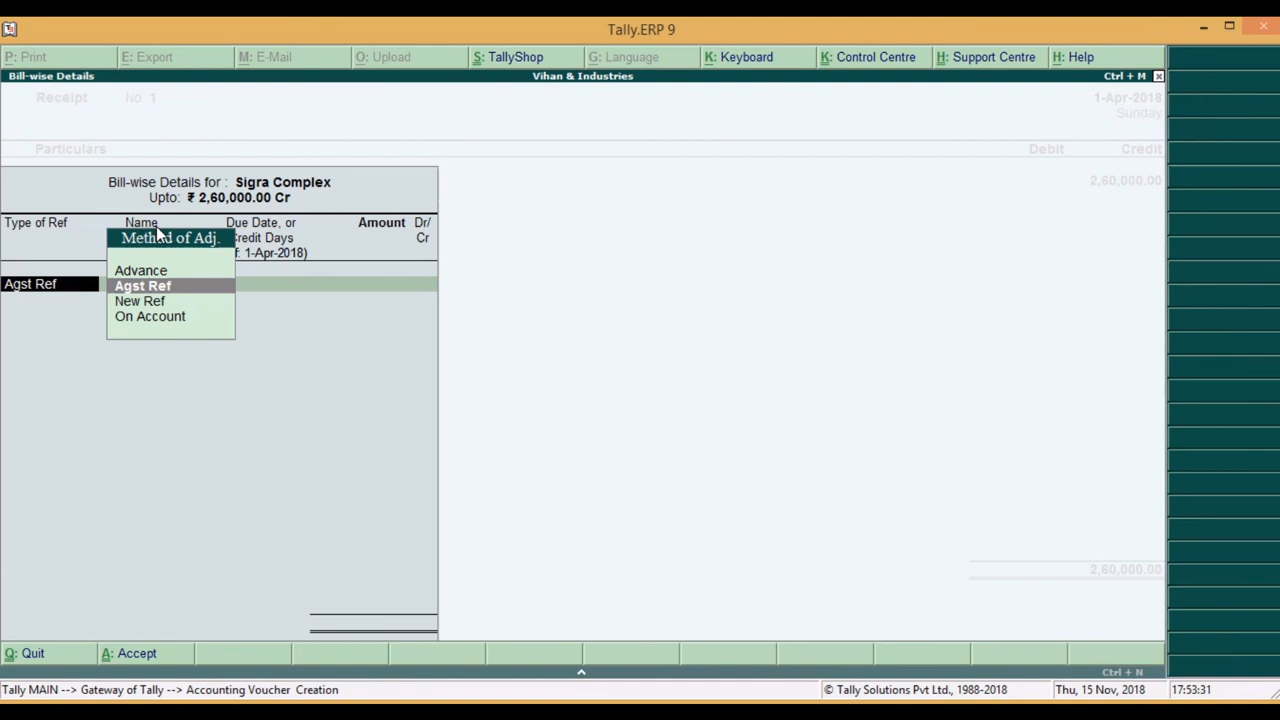 Tally.ERP 9
P: Print E: Export M: E-Mail O: Upload S: TallyShop G: Language K: Keyboard K: Control Centre H: Support Centre H: Help
Bill-wise Details Vihan & Industries Ctrl + M
Receipt No. 1 1-Apr-2018
Sunday
Particulars Debit Credit
2,60,000.00
Bill-wise Details for : Sigra Complex
Upto: ₹ 2,60,000.00 Cr
Type of Ref Name Due Date, or Amount Dr/
Credit Days Cr
1-Apr-2018)
Method of Adj.
Advance
Agst Ref Agst Ref
New Ref
On Account
2,60,000.00
Q: Quit A: Accept
Ctrl + N
Tally MAIN --> Gateway of Tally --> Accounting Voucher Creation © Tally Solutions Pvt Ltd., 1988-2018 Thu, 15 Nov, 2018 17:53:31